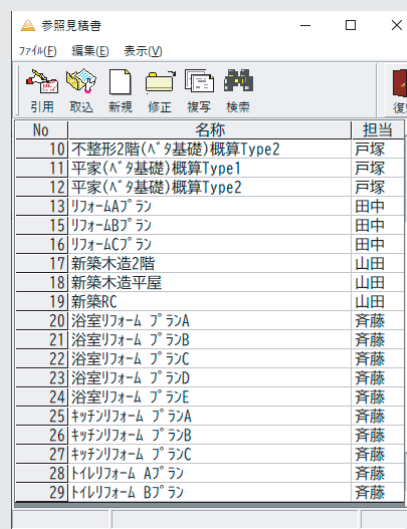 参照見積書
ﾌｧｲﾙ(F) 編集(E) 表示(V)
引用 取込 新規 修正 複写 検索 復
No 名称 担当
10 不整形2階(ﾍﾞﾀ基礎)概算Type2 戸塚
11 平家(ﾍﾞﾀ基礎)概算Type1 戸塚
12 平家(ﾍﾞﾀ基礎)概算Type2 戸塚
13 ﾘﾌｫｰﾑAﾌﾟﾗﾝ 田中
15 ﾘﾌｫｰﾑBﾌﾟﾗﾝ 田中
16 ﾘﾌｫｰﾑCﾌﾟﾗﾝ 田中
17 新築木造2階 山田
18 新築木造平屋 山田
19 新築RC 山田
20 浴室ﾘﾌｫｰﾑ ﾌﾟﾗﾝA 斉藤
21 浴室ﾘﾌｫｰﾑ ﾌﾟﾗﾝB 斉藤
22 浴室ﾘﾌｫｰﾑ ﾌﾟﾗﾝC 斉藤
23 浴室ﾘﾌｫｰﾑ ﾌﾟﾗﾝD 斉藤
24 浴室ﾘﾌｫｰﾑ ﾌﾟﾗﾝE 斉藤
25 ｷｯﾁﾝﾘﾌｫｰﾑ ﾌﾟﾗﾝA 斉藤
26 ｷｯﾁﾝﾘﾌｫｰﾑ ﾌﾟﾗﾝB 斉藤
27 ｷｯﾁﾝﾘﾌｫｰﾑ ﾌﾟﾗﾝC 斉藤
28 ﾄｲﾚﾘﾌｫｰﾑ Aﾌﾟﾗﾝ 斉藤
29 ﾄｲﾚﾘﾌｫｰﾑ Bﾌﾟﾗﾝ 斉藤